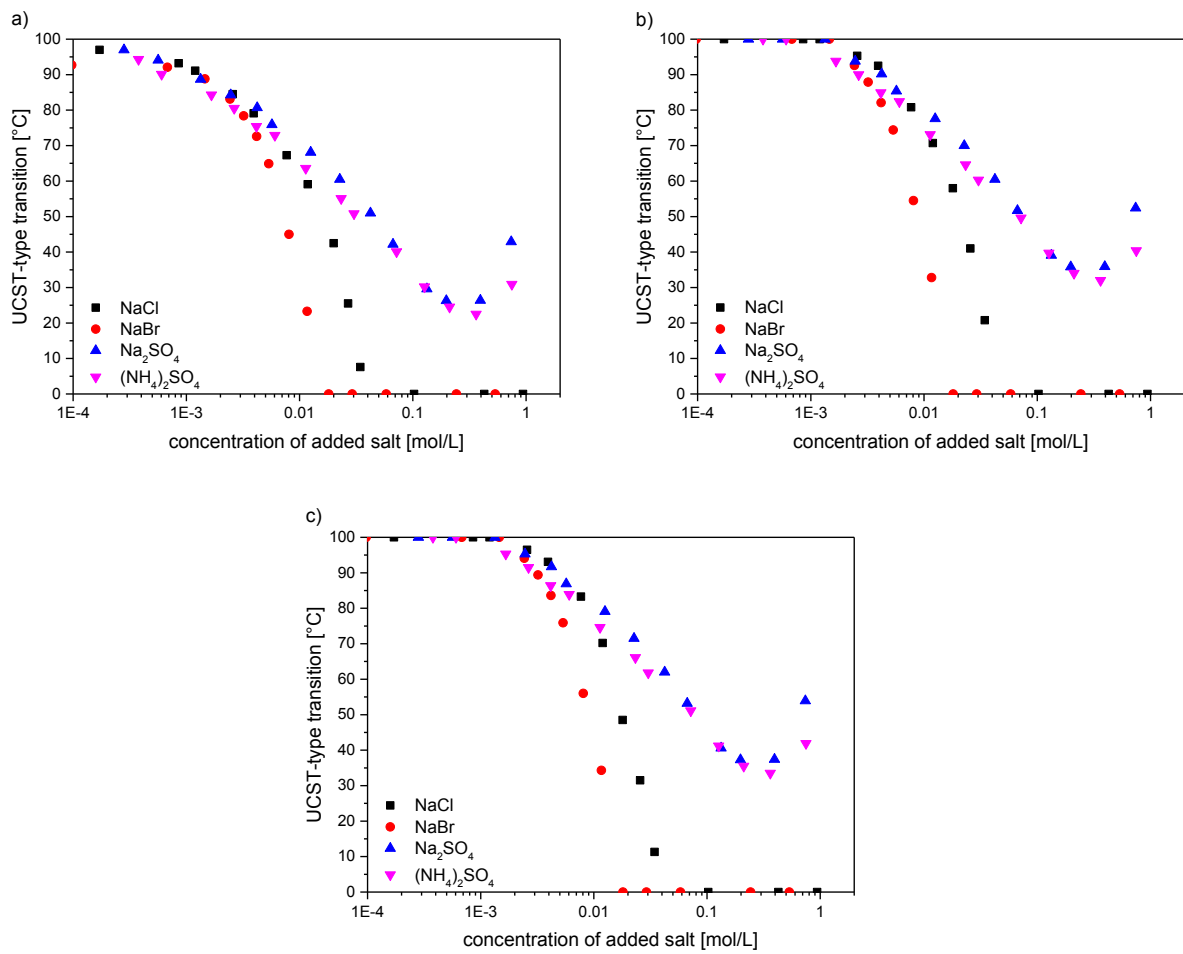 a)
UCST-type transition [°C]
100
90
80
70
60
50
40
30
20
10
0
NaCl
NaBr
Na₂SO₄
(NH₄)₂SO₄
1E-4 1E-3 0.01 0.1 1
concentration of added salt [mol/L]
b)
UCST-type transition [°C]
100
90
80
70
60
50
40
30
20
10
0
NaCl
NaBr
Na₂SO₄
(NH₄)₂SO₄
1E-4 1E-3 0.01 0.1 1
concentration of added salt [mol/L]
c)
UCST-type transition [°C]
100
90
80
70
60
50
40
30
20
10
0
NaCl
NaBr
Na₂SO₄
(NH₄)₂SO₄
1E-4 1E-3 0.01 0.1 1
concentration of added salt [mol/L]